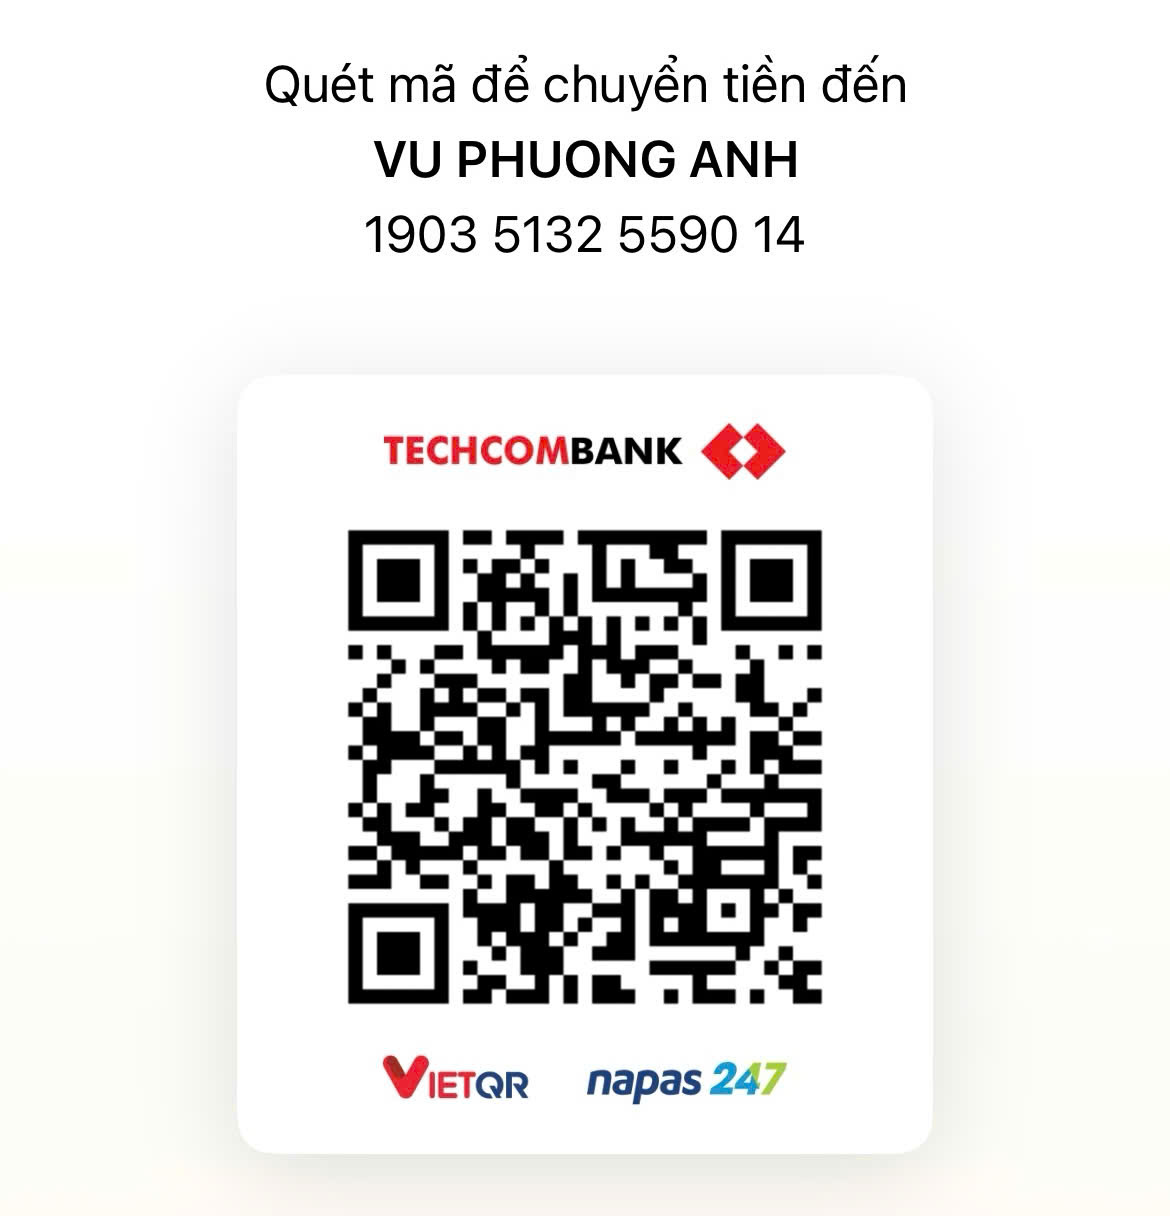 Quét mã để chuyển tiền đến
VU PHUONG ANH
1903 5132 5590 14
TECHCOMBANK
VIETQR napas 247